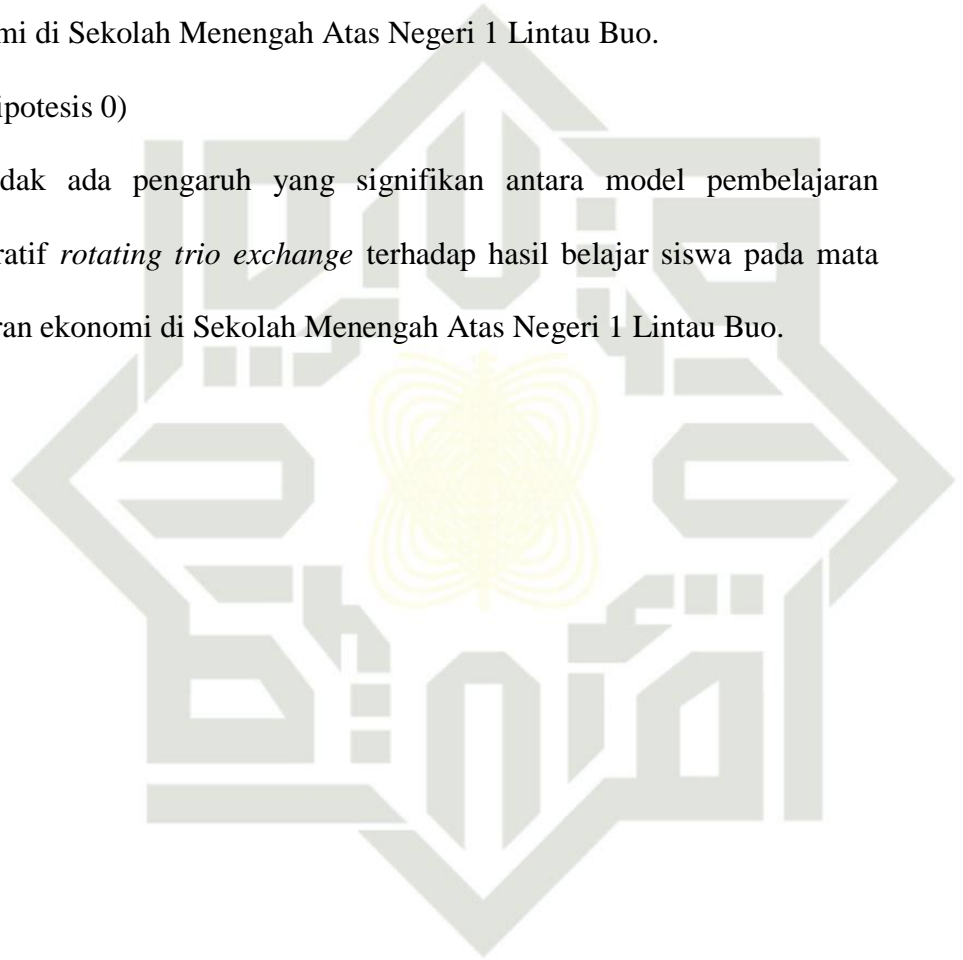 mi di Sekolah Menengah Atas Negeri 1 Lintau Buo.
ipotesis 0)
dak ada pengaruh yang signifikan antara model pembelajaran
ratif rotating trio exchange terhadap hasil belajar siswa pada mata
ran ekonomi di Sekolah Menengah Atas Negeri 1 Lintau Buo.